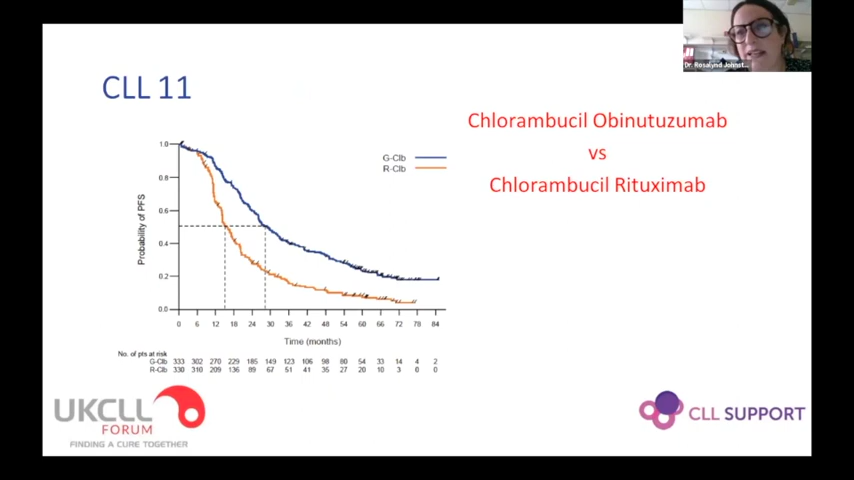 Dr. Rosalynd Johnst...
CLL 11
Chlorambucil Obinutuzumab
vs
Chlorambucil Rituximab
G-Clb
R-Clb
Probability of PFS
1.0
0.8
0.6
0.4
0.2
0.0
0 6 12 18 24 30 36 42 48 54 60 66 72 78 84
Time (months)
No. of pts at risk
G-Clb 333 302 270 229 185 149 123 106 98 80 54 33 14 4 2
R-Clb 330 310 209 136 89 67 51 41 35 27 20 10 3 0 0
UKCLL
FORUM
FINDING A CURE TOGETHER
CLL SUPPORT